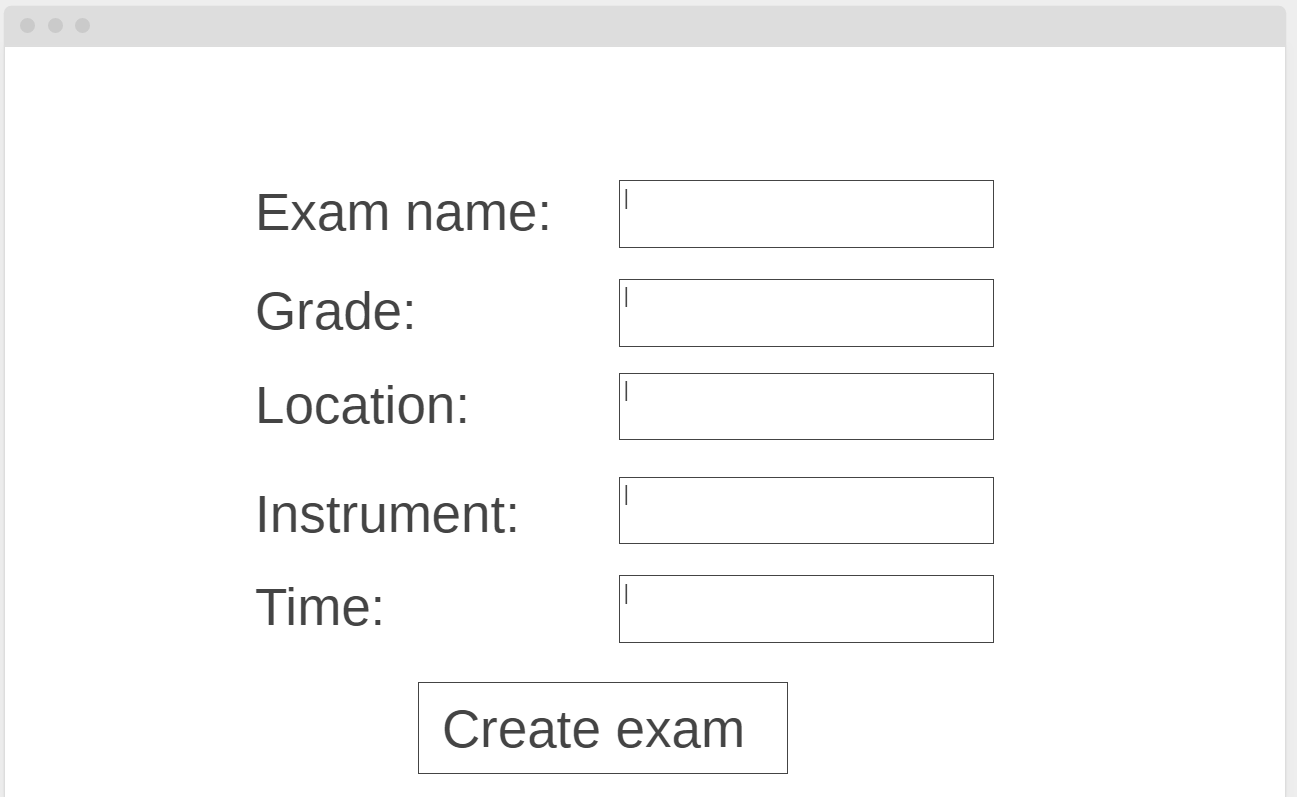 Exam name:
Grade:
Location:
Instrument:
Time:
Create exam